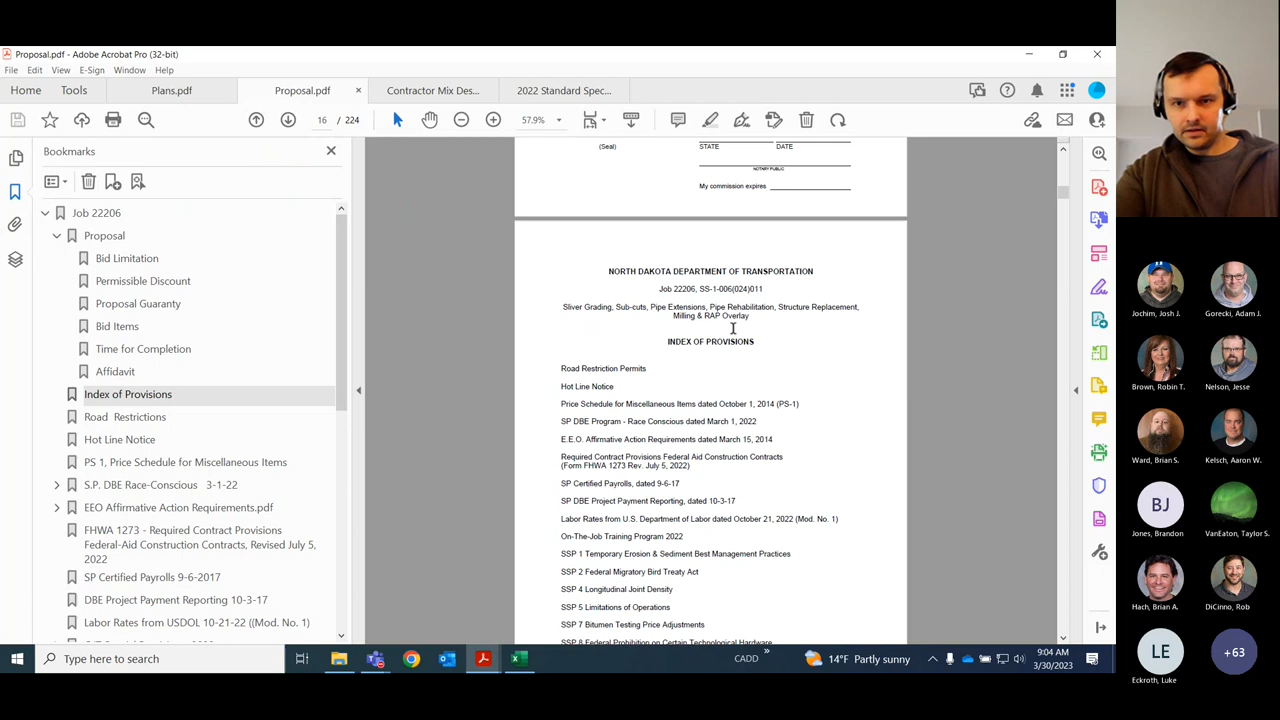 Proposal.pdf - Adobe Acrobat Pro (32-bit)
File Edit View E-Sign Window Help
Home Tools Plans.pdf Proposal.pdf × Contractor Mix Des... 2022 Standard Spec...
16 / 224 57.9%
Bookmarks
Job 22206
Proposal
Bid Limitation
Permissible Discount
Proposal Guaranty
Bid Items
Time for Completion
Affidavit
Index of Provisions
Road Restrictions
Hot Line Notice
PS 1, Price Schedule for Miscellaneous Items
S.P. DBE Race-Conscious 3-1-22
EEO Affirmative Action Requirements.pdf
FHWA 1273 - Required Contract Provisions
Federal-Aid Construction Contracts, Revised July 5,
2022
SP Certified Payrolls 9-6-2017
DBE Project Payment Reporting 10-3-17
Labor Rates from USDOL 10-21-22 ((Mod. No. 1)
(Seal)
STATE DATE
NOTARY PUBLIC
My commission expires
NORTH DAKOTA DEPARTMENT OF TRANSPORTATION
Job 22206, SS-1-006(024)011
Sliver Grading, Sub-cuts, Pipe Extensions, Pipe Rehabilitation, Structure Replacement,
Milling & RAP Overlay
INDEX OF PROVISIONS
Road Restriction Permits
Hot Line Notice
Price Schedule for Miscellaneous Items dated October 1, 2014 (PS-1)
SP DBE Program - Race Conscious dated March 1, 2022
E.E.O. Affirmative Action Requirements dated March 15, 2014
Required Contract Provisions Federal Aid Construction Contracts
(Form FHWA 1273 Rev. July 5, 2022)
SP Certified Payrolls, dated 9-6-17
SP DBE Project Payment Reporting, dated 10-3-17
Labor Rates from U.S. Department of Labor dated October 21, 2022 (Mod. No. 1)
On-The-Job Training Program 2022
SSP 1 Temporary Erosion & Sediment Best Management Practices
SSP 2 Federal Migratory Bird Treaty Act
SSP 4 Longitudinal Joint Density
SSP 5 Limitations of Operations
SSP 7 Bitumen Testing Price Adjustments
SSP 8 Federal Prohibition on Certain Technological Hardware
Type here to search
CADD
14°F Partly sunny
9:04 AM
3/30/2023
Jochim, Josh J.
Gorecki, Adam J.
Brown, Robin T.
Nelson, Jesse
Ward, Brian S.
Kelsch, Aaron W.
BJ
Jones, Brandon
VanEaton, Taylor S.
Hach, Brian A.
DiCinno, Rob
LE
+63
Eckroth, Luke